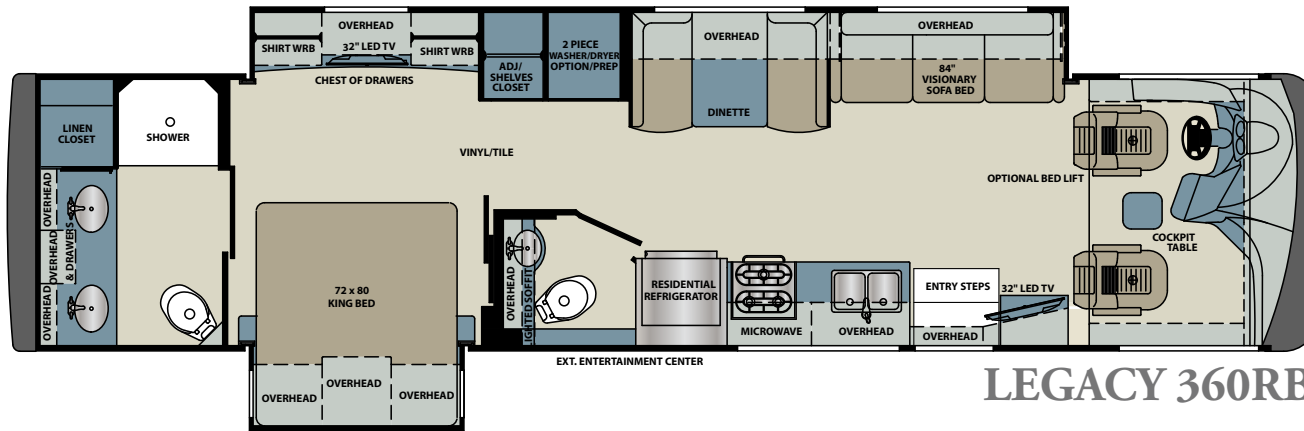 OVERHEAD
SHIRT WRB
32" LED TV
SHIRT WRB
CHEST OF DRAWERS
ADJ/
SHELVES
CLOSET
2 PIECE
WASHER/DRYER
OPTION/PREP
OVERHEAD
DINETTE
OVERHEAD
84"
VISIONARY
SOFA BED
LINEN
CLOSET
SHOWER
VINYL/TILE
OPTIONAL BED LIFT
COCKPIT
TABLE
OVERHEAD
OVERHEAD
& DRAWERS
OVERHEAD
72 x 80
KING BED
OVERHEAD
OVERHEAD
OVERHEAD
OVERHEAD
LIGHTED SOFFIT
RESIDENTIAL
REFRIGERATOR
MICROWAVE
OVERHEAD
ENTRY STEPS
OVERHEAD
32" LED TV
EXT. ENTERTAINMENT CENTER
LEGACY 360RB